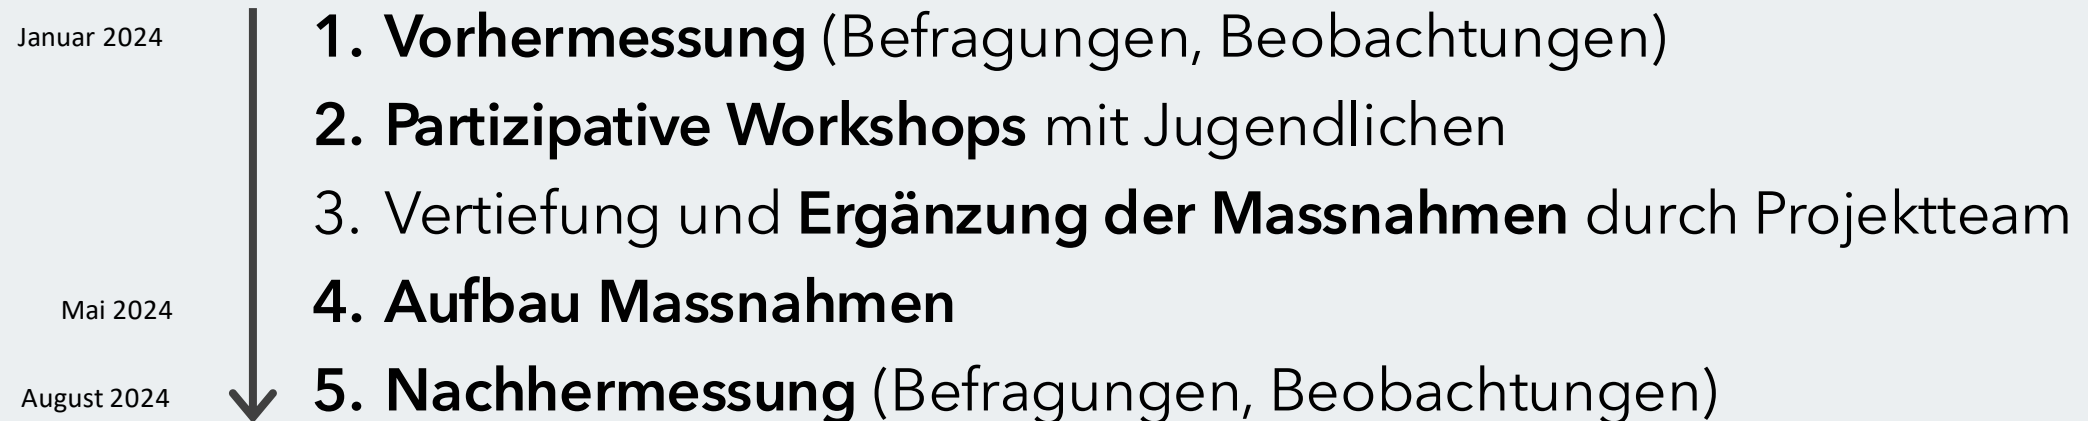 Januar 2024
1. Vorhermessung (Befragungen, Beobachtungen)
2. Partizipative Workshops mit Jugendlichen
3. Vertiefung und Ergänzung der Massnahmen durch Projektteam
Mai 2024
4. Aufbau Massnahmen
August 2024
5. Nachhermessung (Befragungen, Beobachtungen)